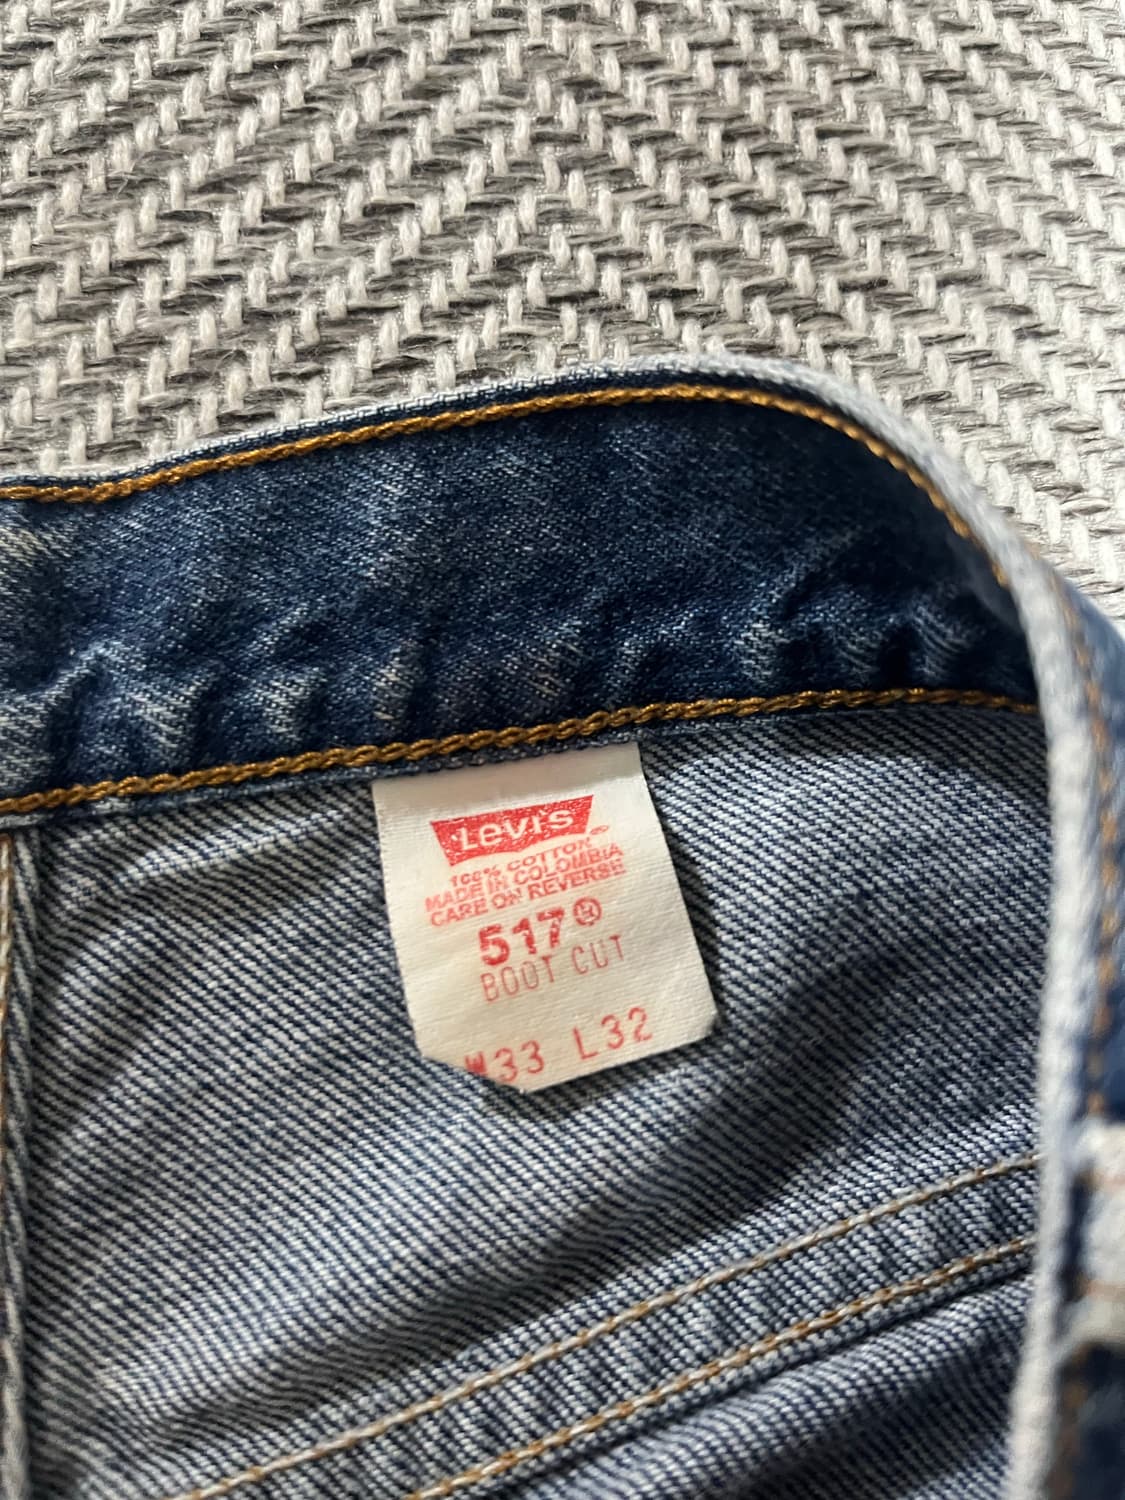 Levi's ®
100% COTTON
MADE IN COLOMBIA
CARE ON REVERSE
517®
BOOT CUT
W33 L32